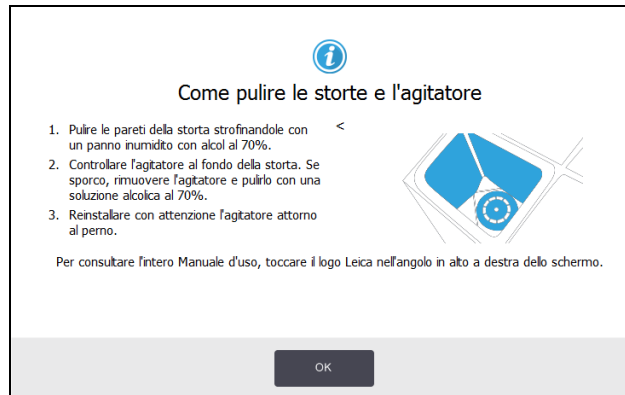 Come pulire le storte e l'agitatore
1. Pulire le pareti della storta strofinandole con
un panno inumidito con alcol al 70%.
<
2. Controllare l'agitatore al fondo della storta. Se
sporco, rimuovere l'agitatore e pulirlo con una
soluzione alcolica al 70%.
3. Reinstallare con attenzione l'agitatore attorno
al perno.
Per consultare l'intero Manuale d'uso, toccare il logo Leica nell'angolo in alto a destra dello schermo.
OK